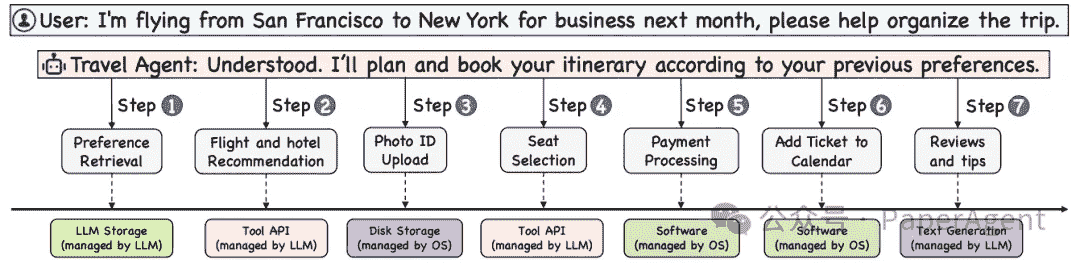 User: I'm flying from San Francisco to New York for business next month, please help organize the trip.
Travel Agent: Understood. I'll plan and book your itinerary according to your previous preferences.
Step 1 Step 2 Step 3 Step 4 Step 5 Step 6 Step 7
Preference
Retrieval
Flight and hotel
Recommendation
Photo ID
Upload
Seat
Selection
Payment
Processing
Add Ticket to
Calendar
Reviews
and tips
LLM Storage
(managed by LLM)
Tool API
(managed by LLM)
Disk Storage
(managed by OS)
Tool API
(managed by LLM)
Software
(managed by OS)
Software
(managed by OS)
Text Generation
(managed by LLM)
公众号 · PaperAgent